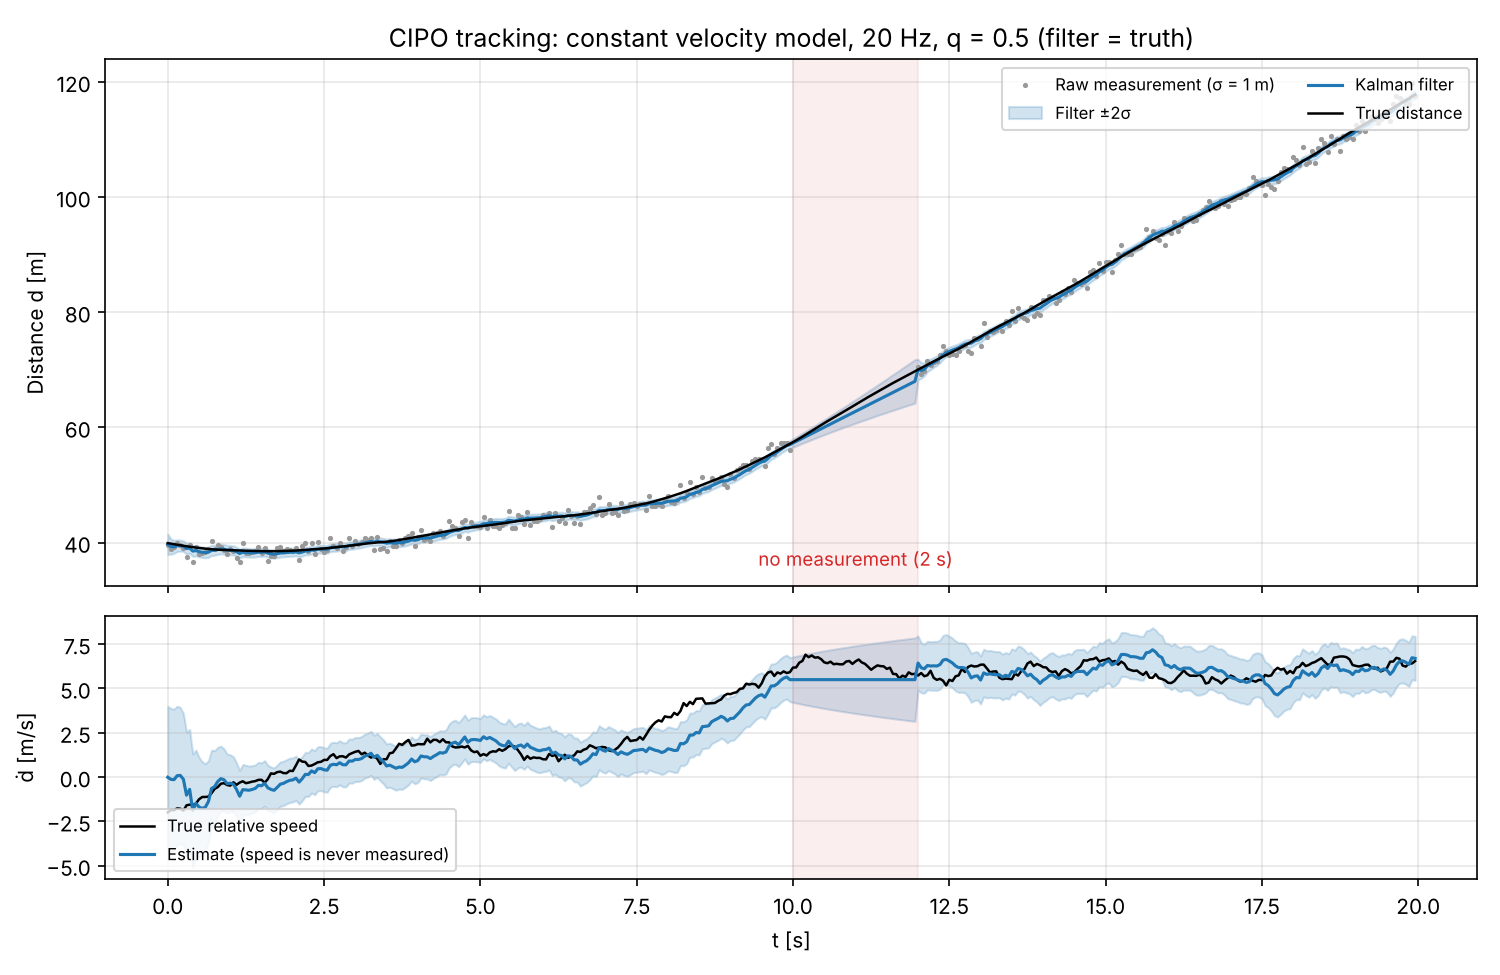 CIPO tracking: constant velocity model, 20 Hz, q = 0.5 (filter = truth)
Raw measurement (σ = 1 m)
Filter ±2σ
Kalman filter
True distance
Distance d [m]
120
100
80
60
40
no measurement (2 s)
ḋ [m/s]
7.5
5.0
2.5
0.0
−2.5
−5.0
True relative speed
Estimate (speed is never measured)
0.0 2.5 5.0 7.5 10.0 12.5 15.0 17.5 20.0
t [s]